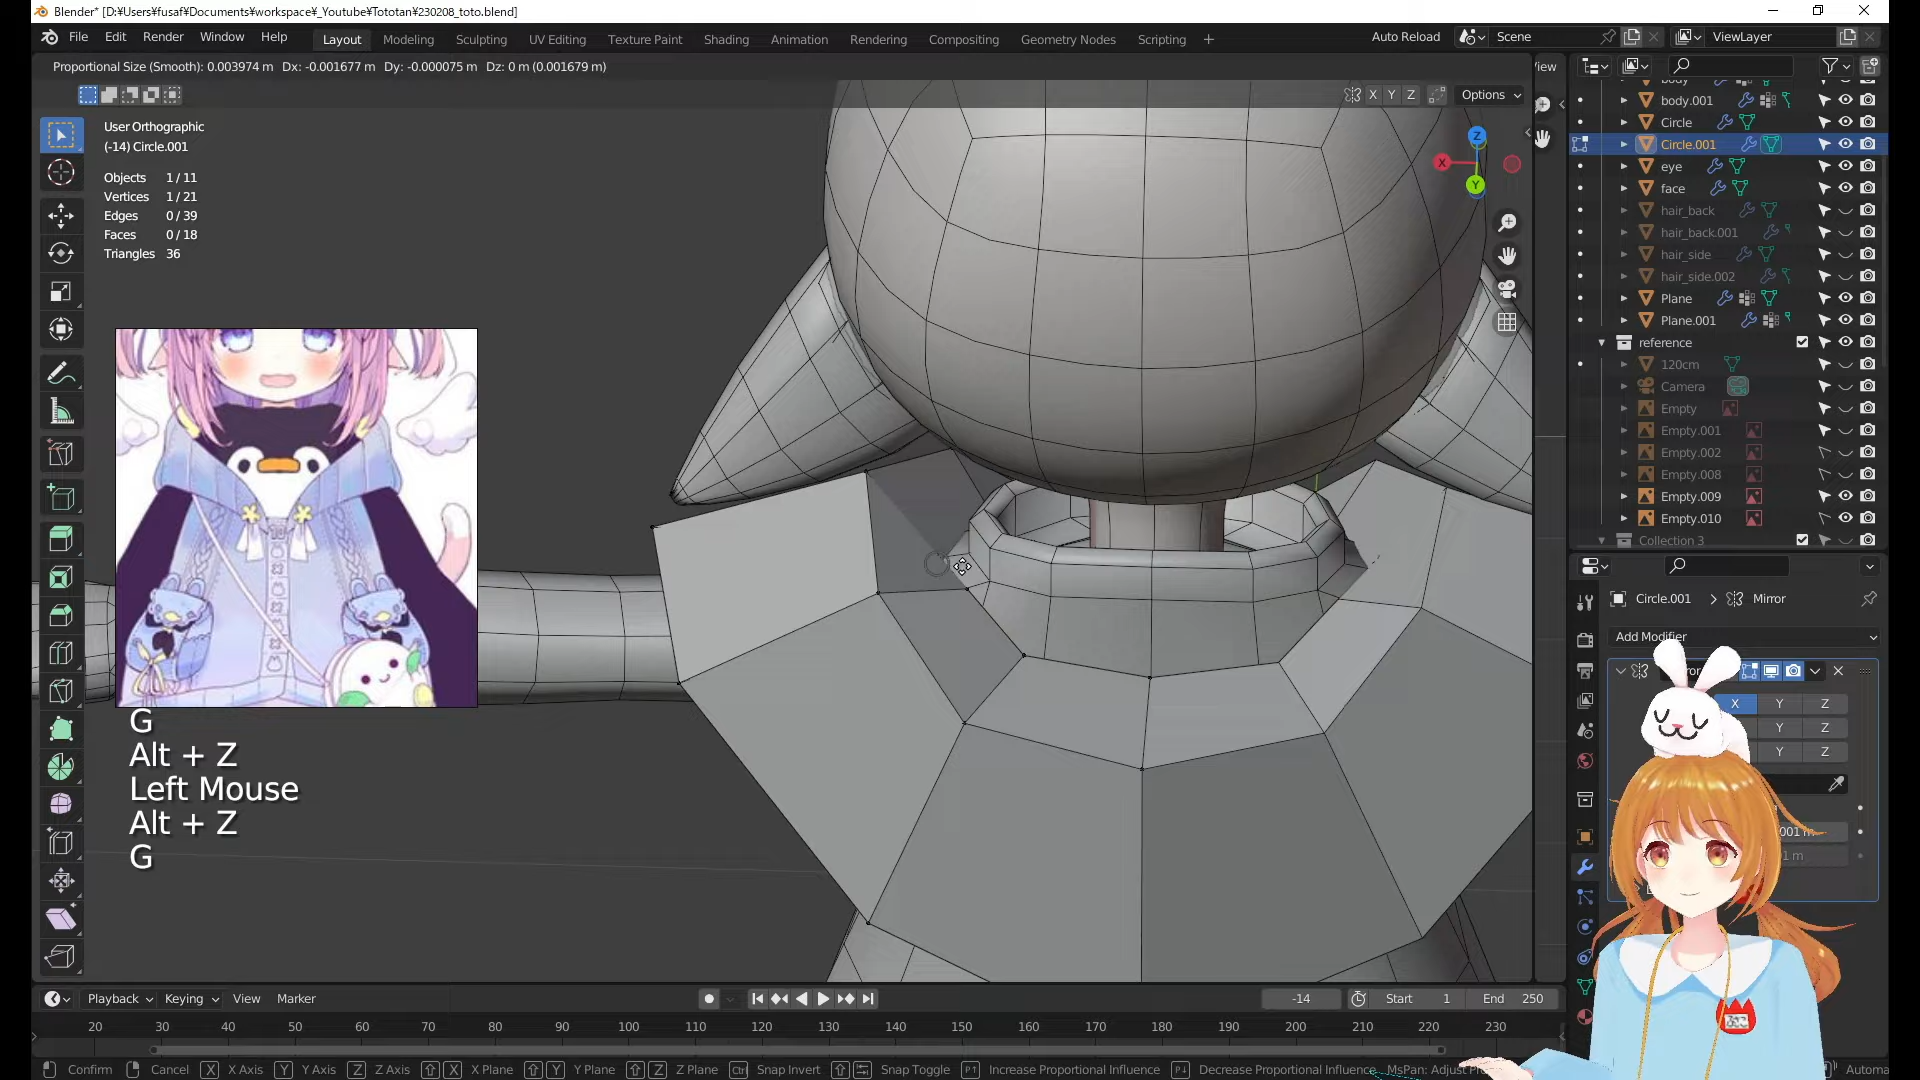 Blender* [D:¥Users¥fusaf¥Documents¥workspace¥_Youtube¥Tototan¥230208_toto.blend]
File Edit Render Window Help
Layout Modeling Sculpting UV Editing Texture Paint Shading Animation Rendering Compositing Geometry Nodes Scripting +
Auto Reload Scene ViewLayer
Proportional Size (Smooth): 0.003974 m Dx: -0.001677 m Dy: -0.000075 m Dz: 0 m (0.001679 m)
X Y Z Options
User Orthographic
(-14) Circle.001
Objects 1 / 11
Vertices 1 / 21
Edges 0 / 39
Faces 0 / 18
Triangles 36
Z
X
Y
body
body.001
Circle
Circle.001
eye
face
hair_back
hair_back.001
hair_side
hair_side.002
Plane
Plane.001
reference
120cm
Camera
Empty
Empty.001
Empty.002
Empty.008
Empty.009
Empty.010
Collection 3
Circle.001 > Mirror
Add Modifier
X Y Z
Y Z
Y Z
001 m
1 m
G
Alt + Z
Left Mouse
Alt + Z
G
Playback Keying View Marker
-14 Start 1 End 250
20 30 40 50 60 70 80 90 100 110 120 130 140 150 160 170 180 190 200 210 220 230
Confirm Cancel X X Axis Y Y Axis Z Z Axis X X Plane Y Y Plane Z Z Plane Ctrl Snap Invert Snap Toggle Increase Proportional Influence Decrease Proportional Influence MsPan: Adjust Pr Automa